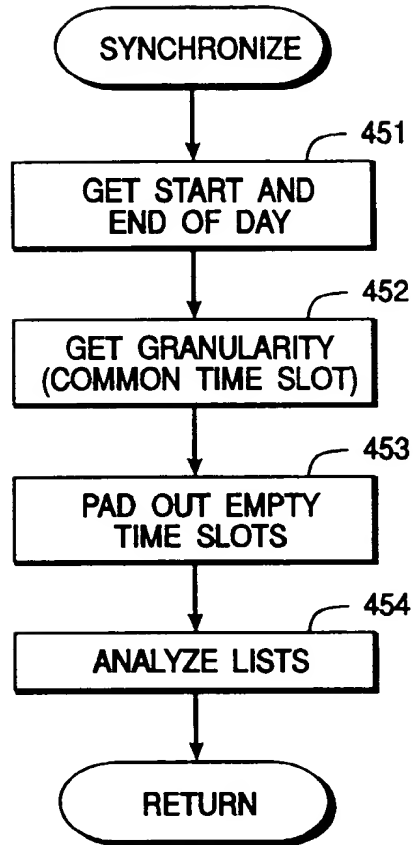 SYNCHRONIZE
451
GET START AND
END OF DAY
452
GET GRANULARITY
(COMMON TIME SLOT)
453
PAD OUT EMPTY
TIME SLOTS
454
ANALYZE LISTS
RETURN